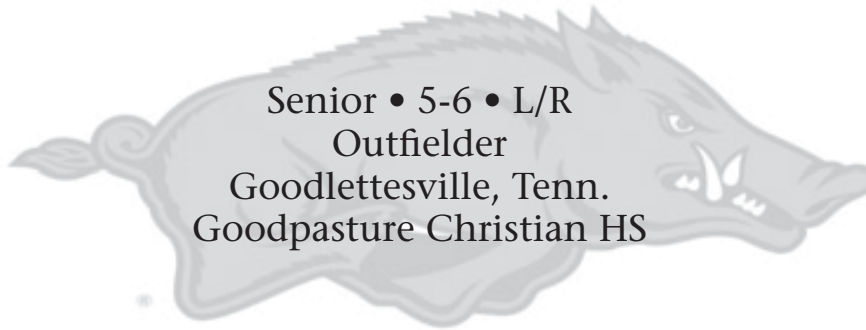 Senior • 5-6 • L/R
Outfielder
Goodlettesville, Tenn.
Goodpasture Christian HS
®